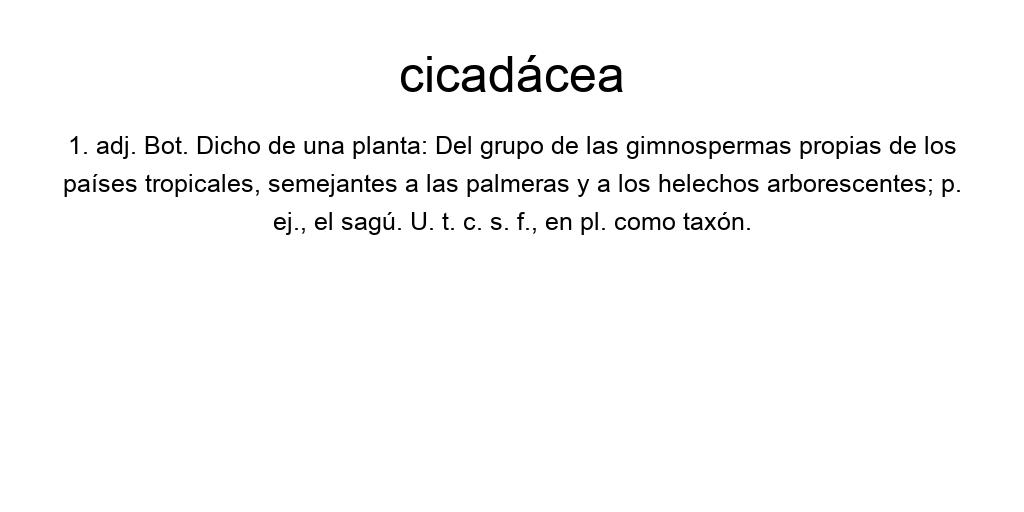 cicadácea
1. adj. Bot. Dicho de una planta: Del grupo de las gimnospermas propias de los
países tropicales, semejantes a las palmeras y a los helechos arborescentes; p.
ej., el sagú. U. t. c. s. f., en pl. como taxón.